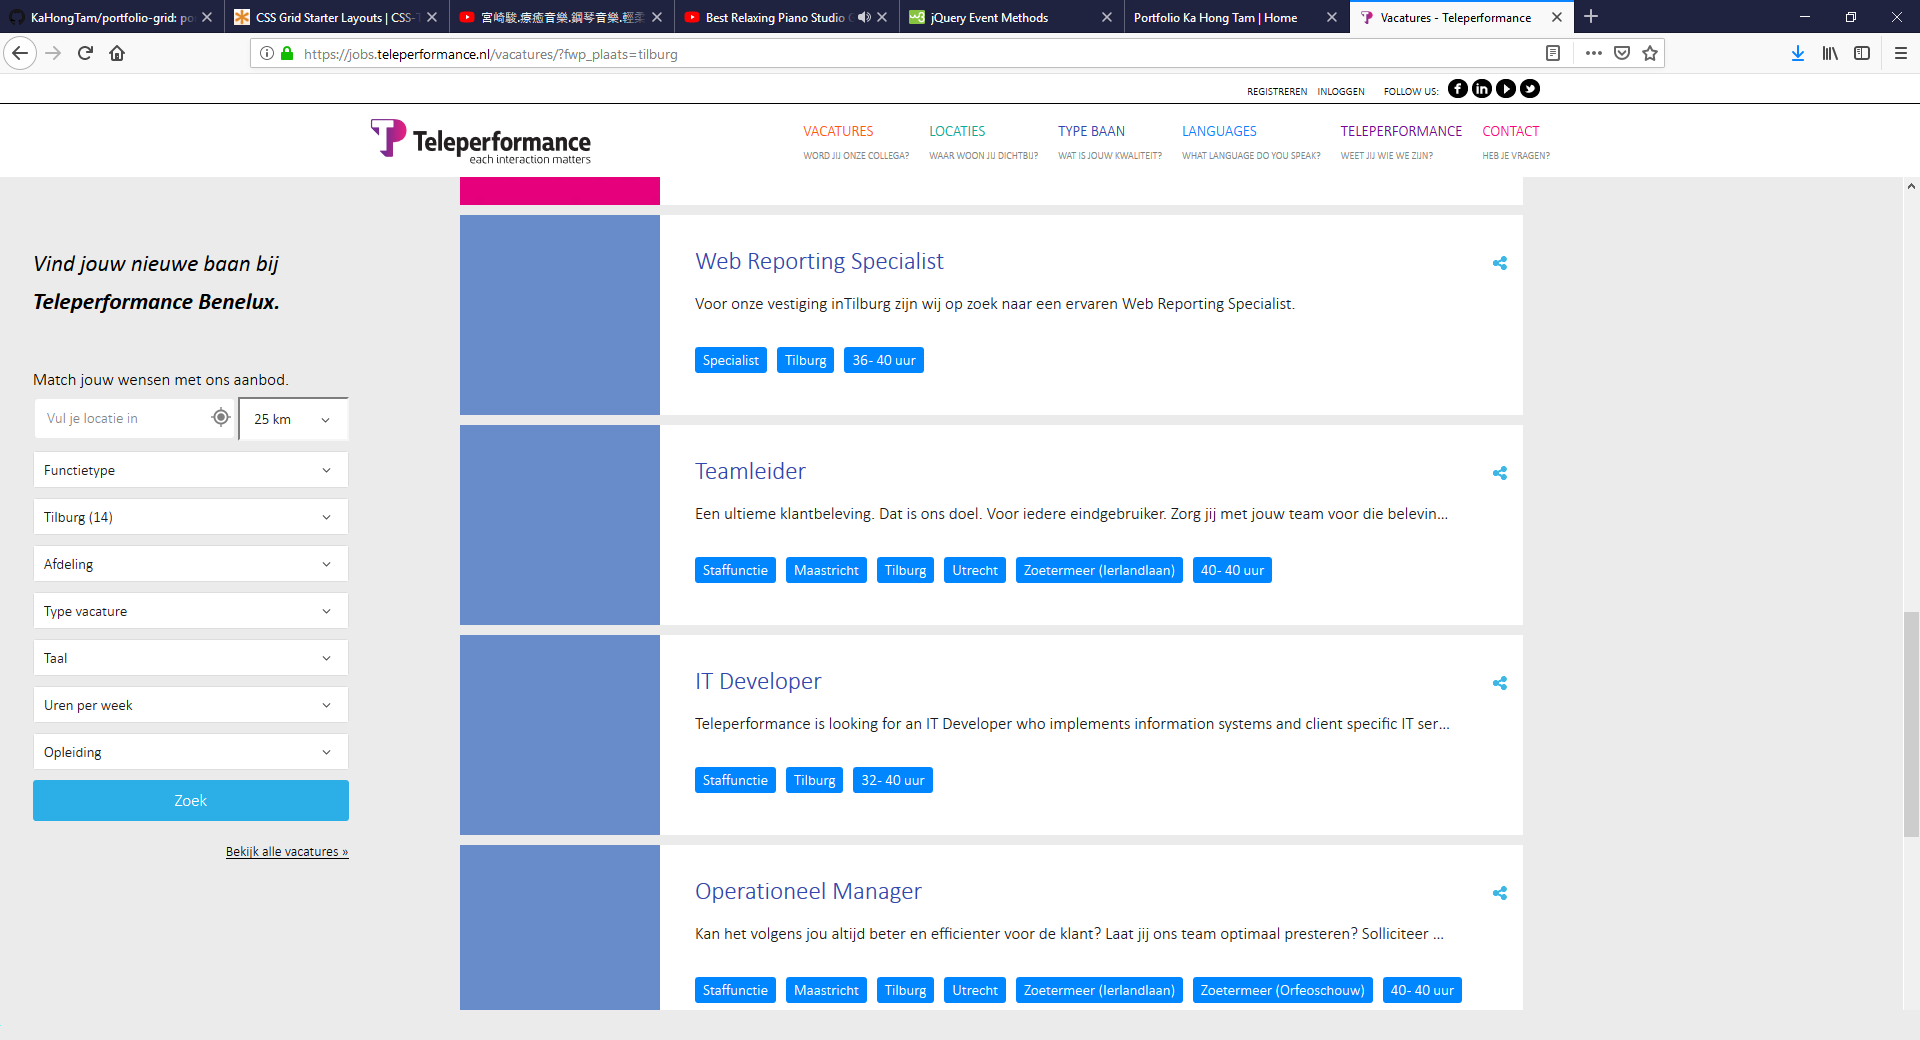 KaHongTam/portfolio-grid: po
CSS Grid Starter Layouts | CSS-T
宮崎駿.療癒音樂.鋼琴音樂.輕柔
Best Relaxing Piano Studio G
jQuery Event Methods
Portfolio Ka Hong Tam | Home
Vacatures - Teleperformance
https://jobs.teleperformance.nl/vacatures/?fwp_plaats=tilburg
REGISTREREN INLOGGEN FOLLOW US:
Teleperformance
each interaction matters
VACATURES LOCATIES TYPE BAAN LANGUAGES TELEPERFORMANCE CONTACT
WORD JIJ ONZE COLLEGA? WAAR WOON JIJ DICHTBIJ? WAT IS JOUW KWALITEIT? WHAT LANGUAGE DO YOU SPEAK? WEET JIJ WIE WE ZIJN? HEB JE VRAGEN?
Vind jouw nieuwe baan bij
Teleperformance Benelux.
Match jouw wensen met ons aanbod.
Vul je locatie in 25 km
Functietype
Tilburg (14)
Afdeling
Type vacature
Taal
Uren per week
Opleiding
Zoek
Bekijk alle vacatures »
Web Reporting Specialist
Voor onze vestiging inTilburg zijn wij op zoek naar een ervaren Web Reporting Specialist.
Specialist Tilburg 36- 40 uur
Teamleider
Een ultieme klantbeleving. Dat is ons doel. Voor iedere eindgebruiker. Zorg jij met jouw team voor die belevin...
Staffunctie Maastricht Tilburg Utrecht Zoetermeer (Ierlandlaan) 40- 40 uur
IT Developer
Teleperformance is looking for an IT Developer who implements information systems and client specific IT ser...
Staffunctie Tilburg 32- 40 uur
Operationeel Manager
Kan het volgens jou altijd beter en efficienter voor de klant? Laat jij ons team optimaal presteren? Solliciteer ...
Staffunctie Maastricht Tilburg Utrecht Zoetermeer (Ierlandlaan) Zoetermeer (Orfeoschouw) 40- 40 uur